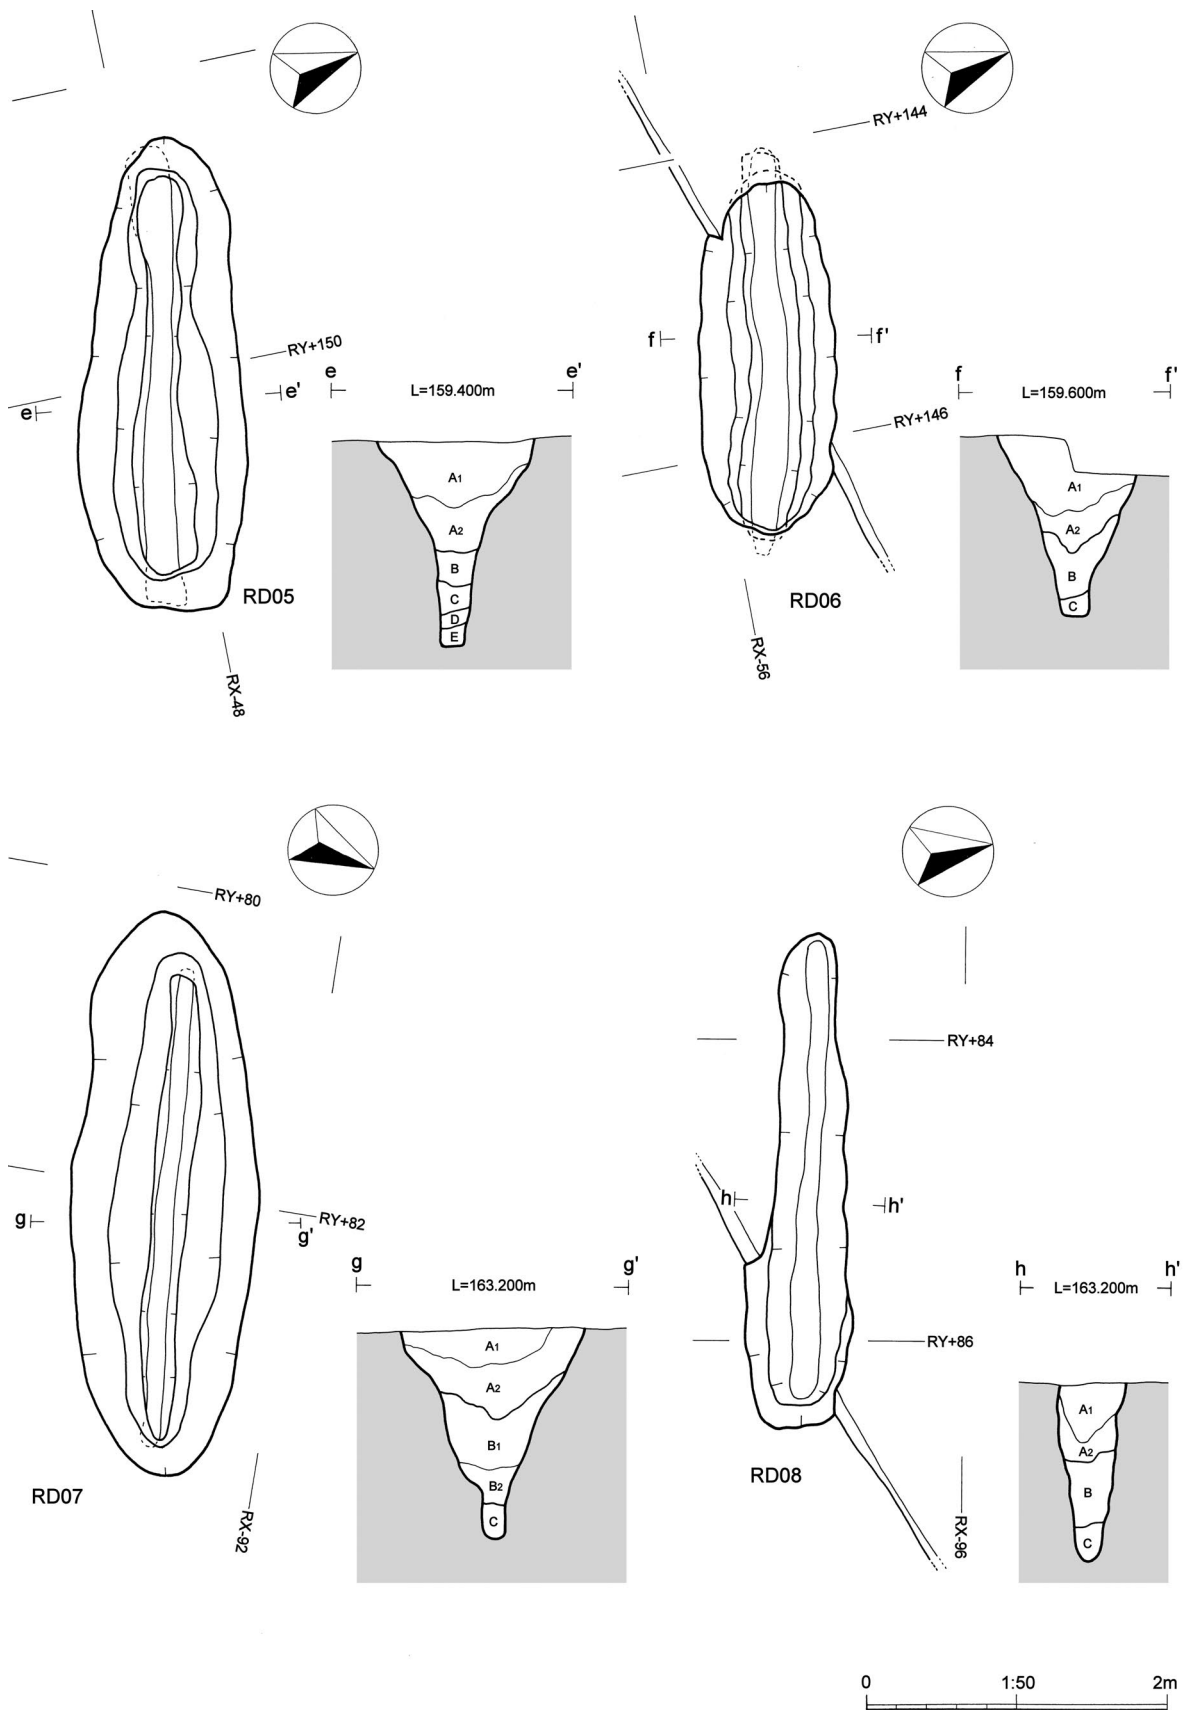 RY+150
e
e'
RD05
RX-48
e
e'
L=159.400m
A1
A2
B
C
D
E
RY+144
f
f'
RY+146
RD06
RX-56
f
f'
L=159.600m
A1
A2
B
C
RY+80
g
RY+82
g'
RD07
RX-92
g
g'
L=163.200m
A1
A2
B1
B2
C
RY+84
h
h'
RY+86
RD08
RX-96
h
h'
L=163.200m
A1
A2
B
C
0 1:50 2m